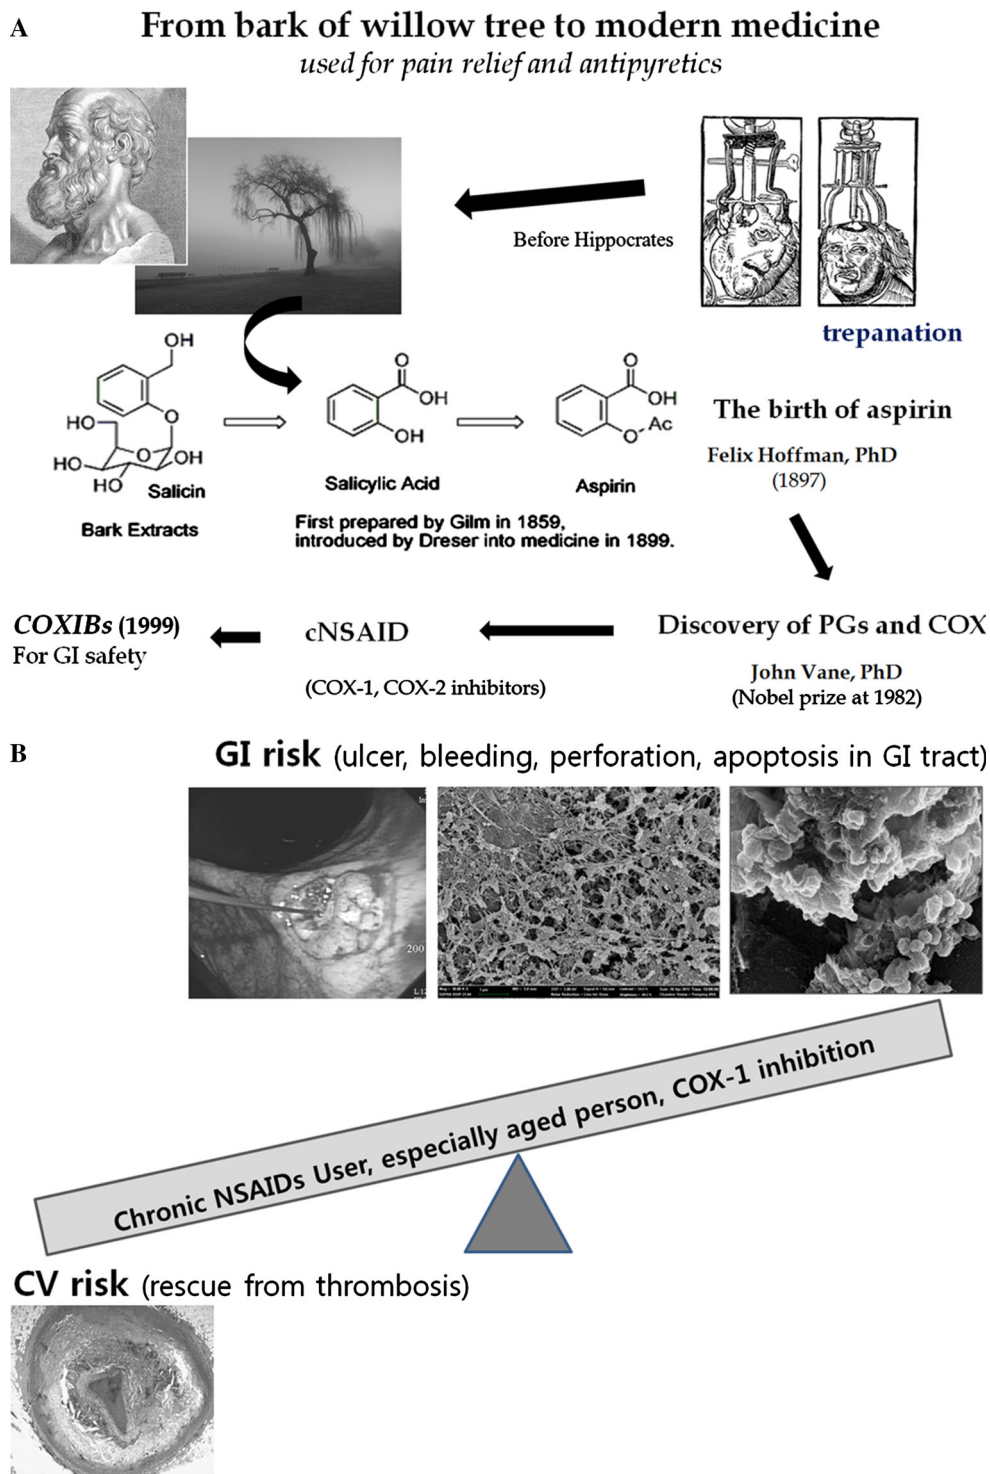 A
From bark of willow tree to modern medicine
used for pain relief and antipyretics
Before Hippocrates
trepanation
OH
O
HO
O
HO
OH
HO
Salicin
Bark Extracts
O
OH
OH
Salicylic Acid
O
OH
O
Ac
Aspirin
First prepared by Gilm in 1859,
introduced by Dreser into medicine in 1899.
The birth of aspirin
Felix Hoffman, PhD
(1897)
Discovery of PGs and COX
John Vane, PhD
(Nobel prize at 1982)
cNSAID
(COX-1, COX-2 inhibitors)
COXIBs (1999)
For GI safety
B
GI risk (ulcer, bleeding, perforation, apoptosis in GI tract)
200
Chronic NSAIDs User, especially aged person, COX-1 inhibition
CV risk (rescue from thrombosis)